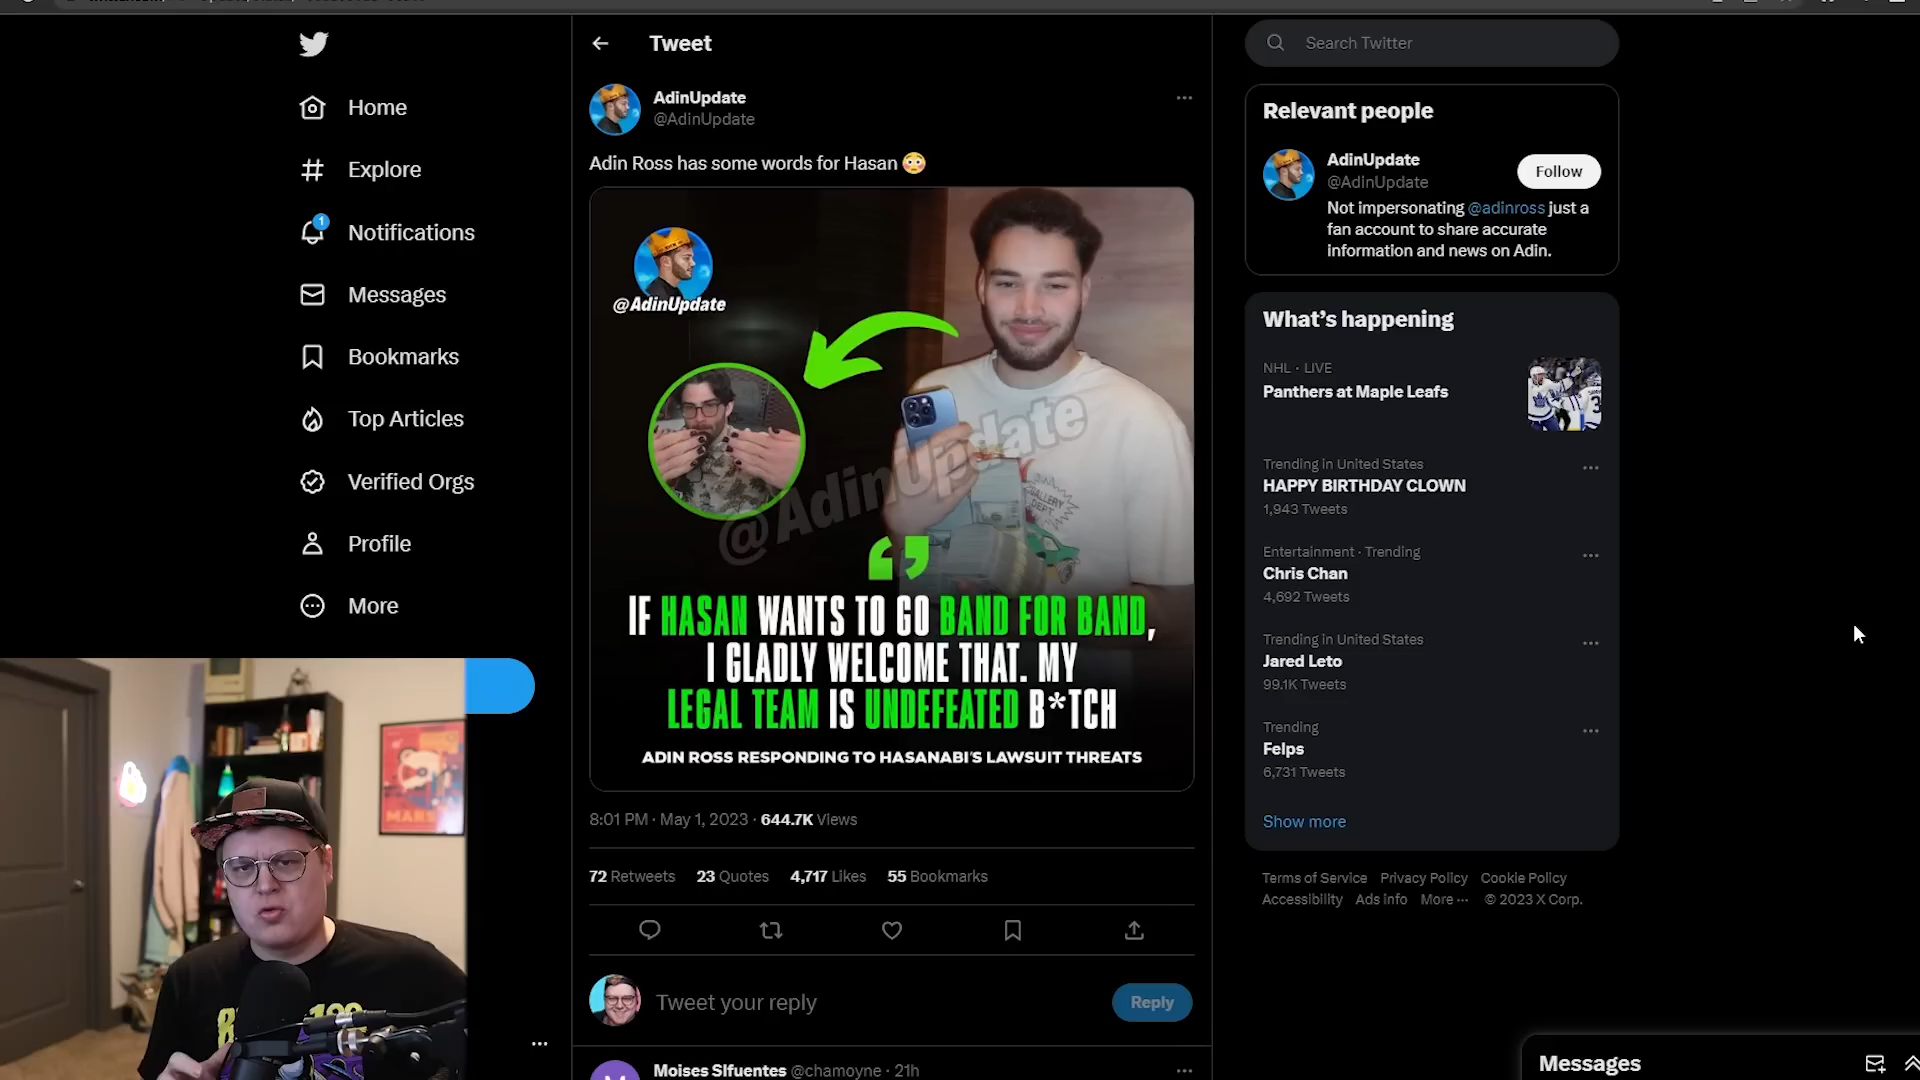 Tweet
Search Twitter
Home
Explore
1
Notifications
Messages
Bookmarks
Top Articles
Verified Orgs
Profile
More
AdinUpdate
@AdinUpdate
Adin Ross has some words for Hasan 😳
@AdinUpdate
@AdinUpdate
GALLERY
DEPT.
IF HASAN WANTS TO GO BAND FOR BAND,
I GLADLY WELCOME THAT. MY
LEGAL TEAM IS UNDEFEATED B*TCH
ADIN ROSS RESPONDING TO HASANABI'S LAWSUIT THREATS
8:01 PM · May 1, 2023 · 644.7K Views
72 Retweets 23 Quotes 4,717 Likes 55 Bookmarks
Tweet your reply
Reply
Moises SIfuentes @chamoyne · 21h
Relevant people
AdinUpdate
@AdinUpdate
Follow
Not impersonating @adinross just a
fan account to share accurate
information and news on Adin.
What's happening
NHL · LIVE
Panthers at Maple Leafs
Trending in United States
HAPPY BIRTHDAY CLOWN
1,943 Tweets
Entertainment · Trending
Chris Chan
4,692 Tweets
Trending in United States
Jared Leto
99.1K Tweets
Trending
Felps
6,731 Tweets
Show more
Terms of Service Privacy Policy Cookie Policy
Accessibility Ads info More ··· © 2023 X Corp.
Messages
MARS